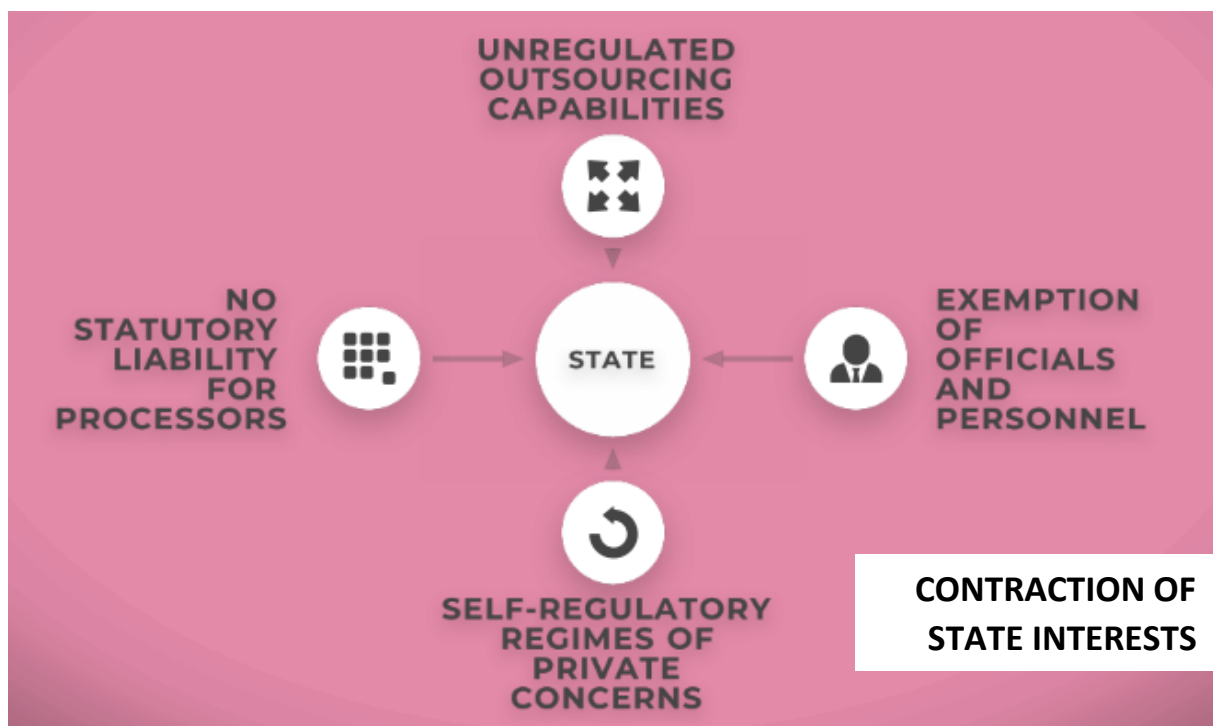 UNREGULATED
OUTSOURCING
CAPABILITIES
NO
STATUTORY
LIABILITY
FOR
PROCESSORS
STATE
EXEMPTION
OF
OFFICIALS
AND
PERSONNEL
SELF-REGULATORY
REGIMES OF
PRIVATE
CONCERNS
CONTRACTION OF
STATE INTERESTS